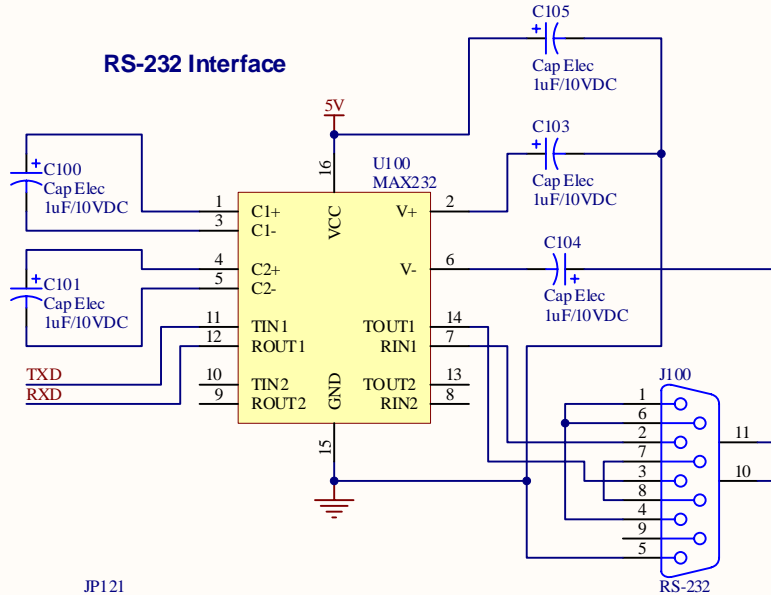 C105
RS-232 Interface
Cap Elec
1uF/10VDC
5V
C103
U100
MAX232
C100
Cap Elec
1uF/10VDC
16
Cap Elec
1uF/10VDC
1
C1+
VCC
V+
2
3
C1-
C104
4
C2+
V-
6
5
C2-
C101
Cap Elec
1uF/10VDC
Cap Elec
1uF/10VDC
11
TIN1
TOUT1
14
12
ROUT1
RIN1
7
TXD
10
TIN2
TOUT2
13
RXD
9
ROUT2
GND
RIN2
8
15
J100
1
6
2
11
7
3
10
8
4
9
5
JP121
RS-232